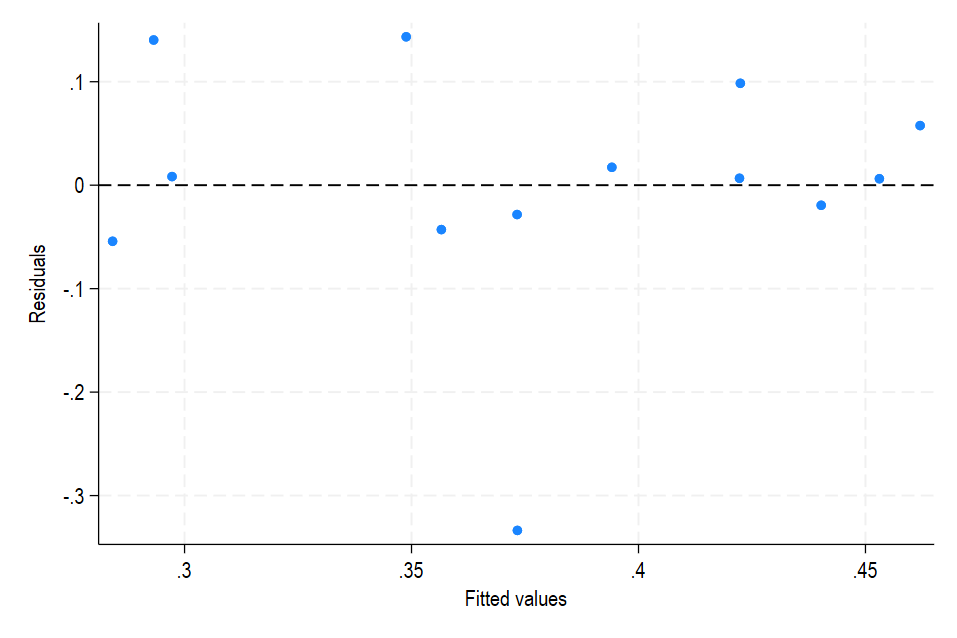 .1
0
-.1
-.2
-.3
Residuals
.3 .35 .4 .45
Fitted values